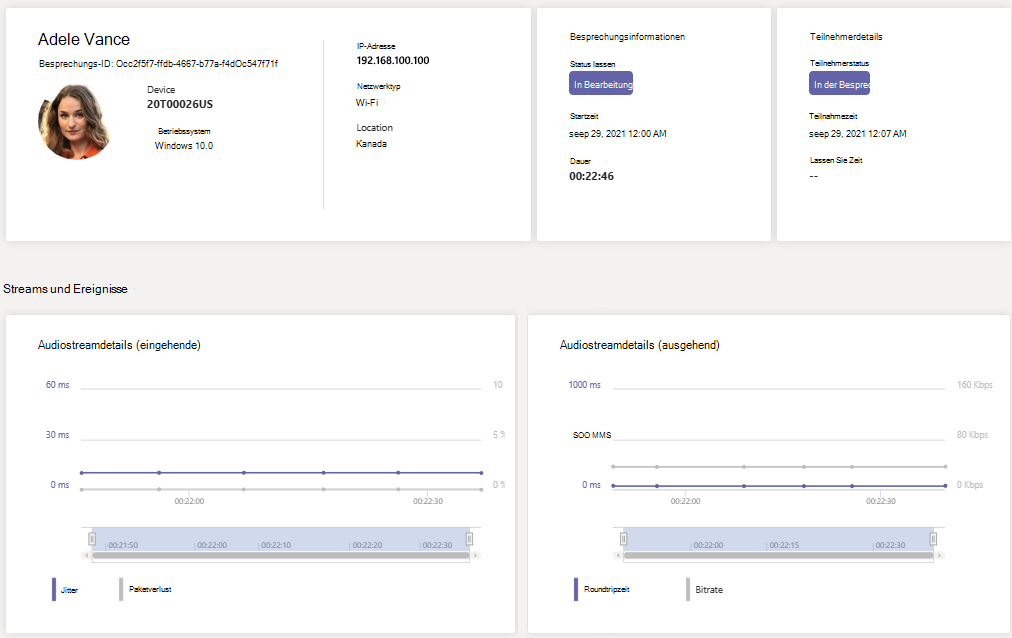 Adele Vance
Besprechungs-ID: Occ2f5f7-ffdb-4667-b77a-f4dOc547f71f
Device
20T00026US
Betriebssystem
Windows 10.0
IP-Adresse
192.168.100.100
Netzwerktyp
Wi-Fi
Location
Kanada
Besprechungsinformationen
Status lassen
In Bearbeitung
Startzeit
seep 29, 2021 12:00 AM
Dauer
00:22:46
Teilnehmerdetails
Teilnehmerstatus
In der Bespre
Teilnahmezeit
seep 29, 2021 12:07 AM
Lassen Sie Zeit
--
Streams und Ereignisse
Audiostreamdetails (eingehende)
60 ms
10
30 ms
5 %
0 ms
0 %
00:22:00
00:22:30
00:21:50
00:22:00
00:22:10
00:22:20
00:22:30
Jitter
Paketverlust
Audiostreamdetails (ausgehend)
1000 ms
160 Kbps
SOO MMS
80 Kbps
0 ms
0 Kbps
00:22:00
00:22:30
00:22:00
00:22:15
00:22:30
Roundtripzeit
Bitrate